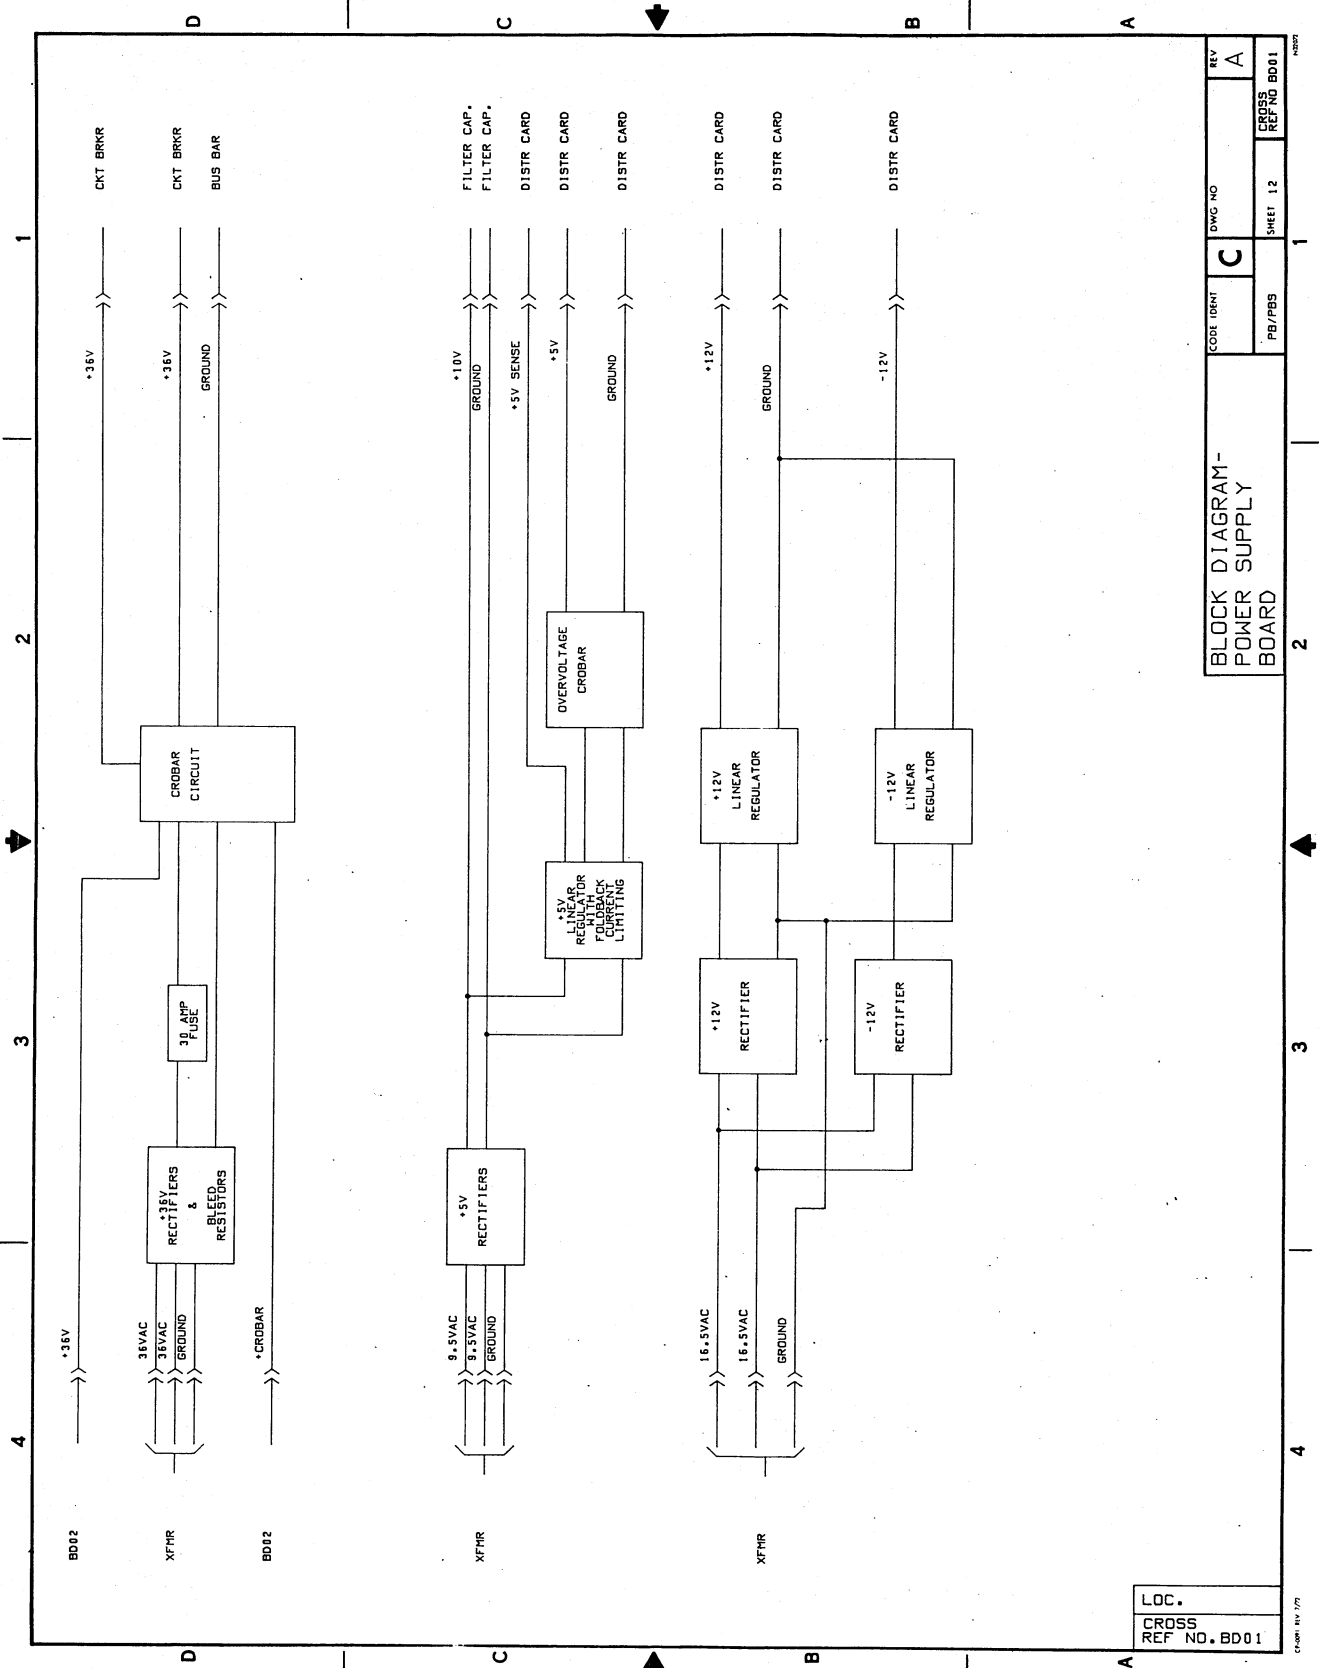 4
3
2
1
D
C
B
A
BD02
+36V
XFMR
36VAC
36VAC
GROUND
+36V
RECTIFIERS
&
BLEED
RESISTORS
30 AMP
FUSE
CROBAR
CIRCUIT
+36V
CKT BRKR
+36V
CKT BRKR
GROUND
BUS BAR
BD02
+CROBAR
XFMR
9.5VAC
9.5VAC
GROUND
+5V
RECTIFIERS
+5V
LINEAR
REGULATOR
WITH
FOLDBACK
CURRENT
LIMITING
OVERVOLTAGE
CROBAR
+10V
FILTER CAP.
GROUND
FILTER CAP.
+5V SENSE
DISTR CARD
+5V
DISTR CARD
GROUND
DISTR CARD
XFMR
16.5VAC
16.5VAC
GROUND
+12V
RECTIFIER
+12V
LINEAR
REGULATOR
+12V
DISTR CARD
GROUND
DISTR CARD
-12V
RECTIFIER
-12V
LINEAR
REGULATOR
-12V
DISTR CARD
LOC.
CROSS
REF NO. BD01
BLOCK DIAGRAM-
POWER SUPPLY
BOARD
CODE IDENT
C
DWG NO
REV
A
PB/PBS
SHEET 12
CROSS
REF NO BD01
4
3
2
1
D
C
B
A